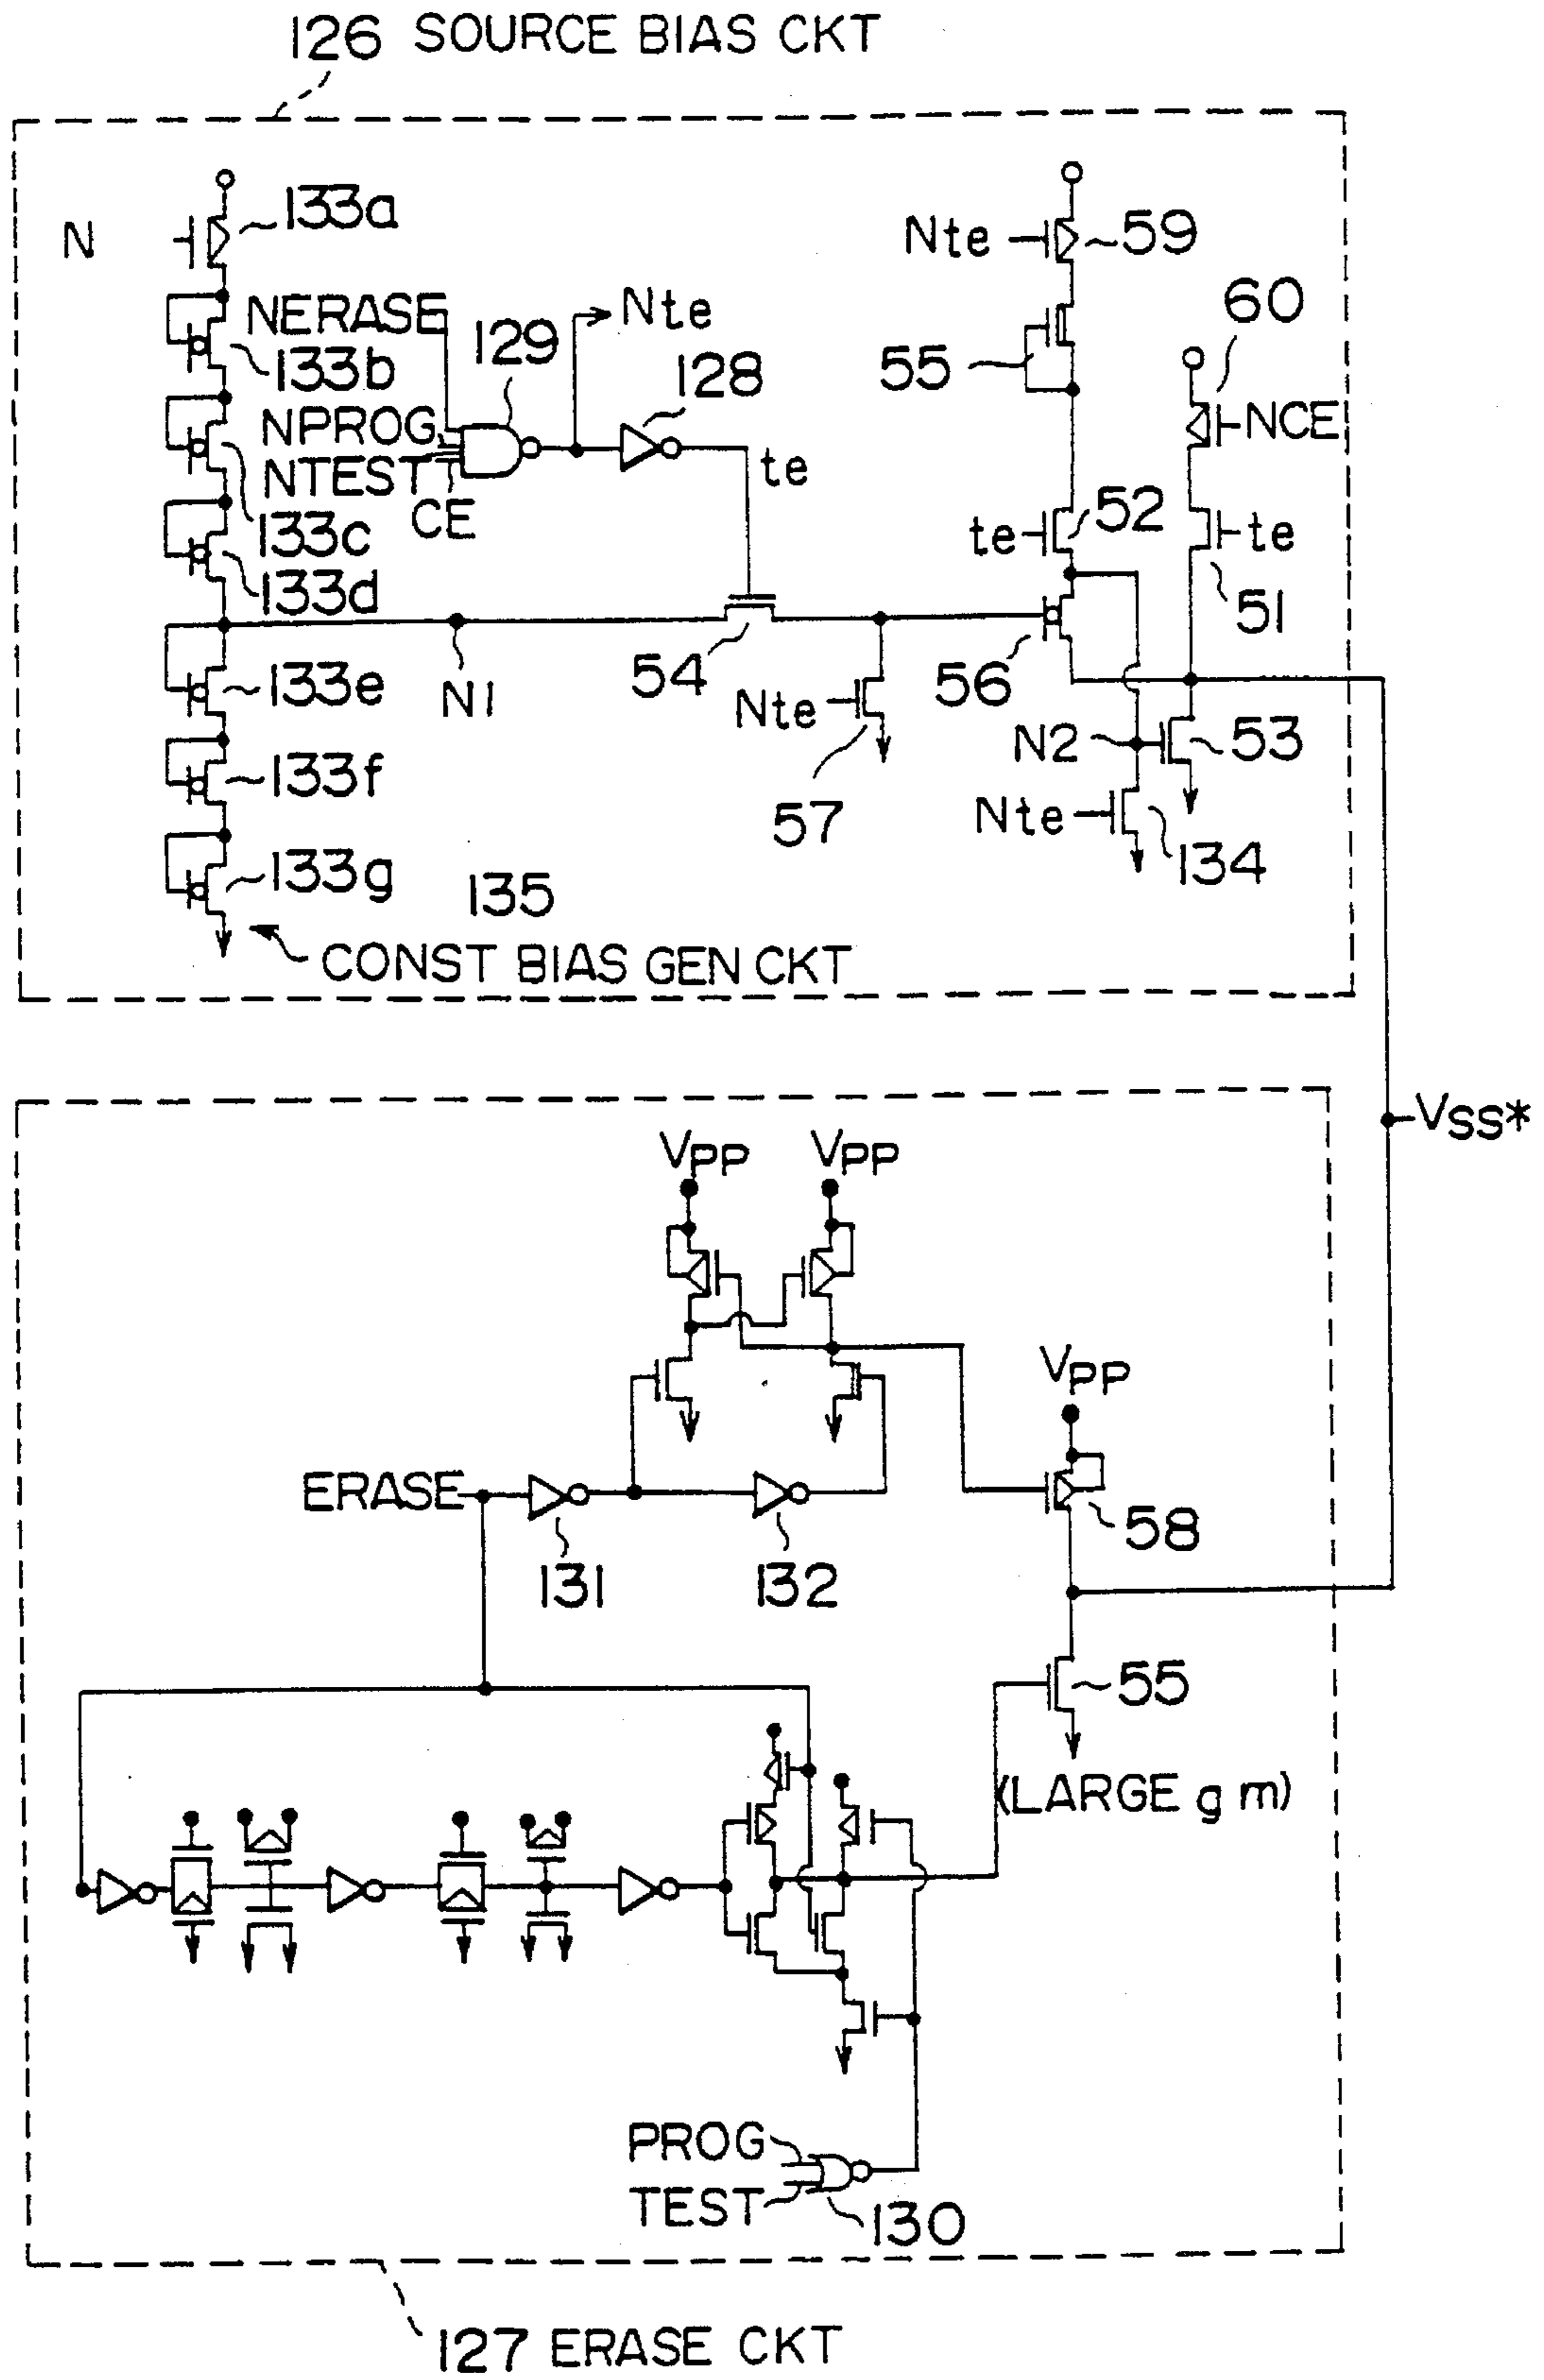 126 SOURCE BIAS CKT
133a
N
Nte
59
NERASE
129
Nte
60
133b
128
55
NCE
NPROG
NTEST
te
CE
133c
52
te
te
133d
51
54
56
133e
N1
Nte
N2
53
133f
57
Nte
134
133g
135
CONST BIAS GEN CKT
VSS*
VPP
VPP
VPP
ERASE
58
131
132
55
(LARGE g m)
PROG
TEST
130
127 ERASE CKT